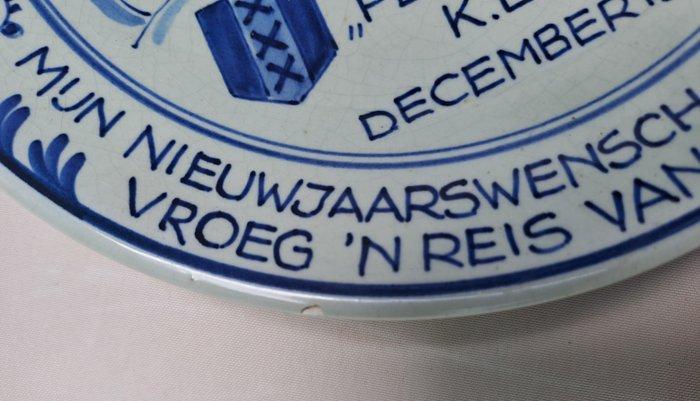 K.L
DECEMBER
MIJN NIEUWJAARSWENSCH
VROEG 'N REIS VAN